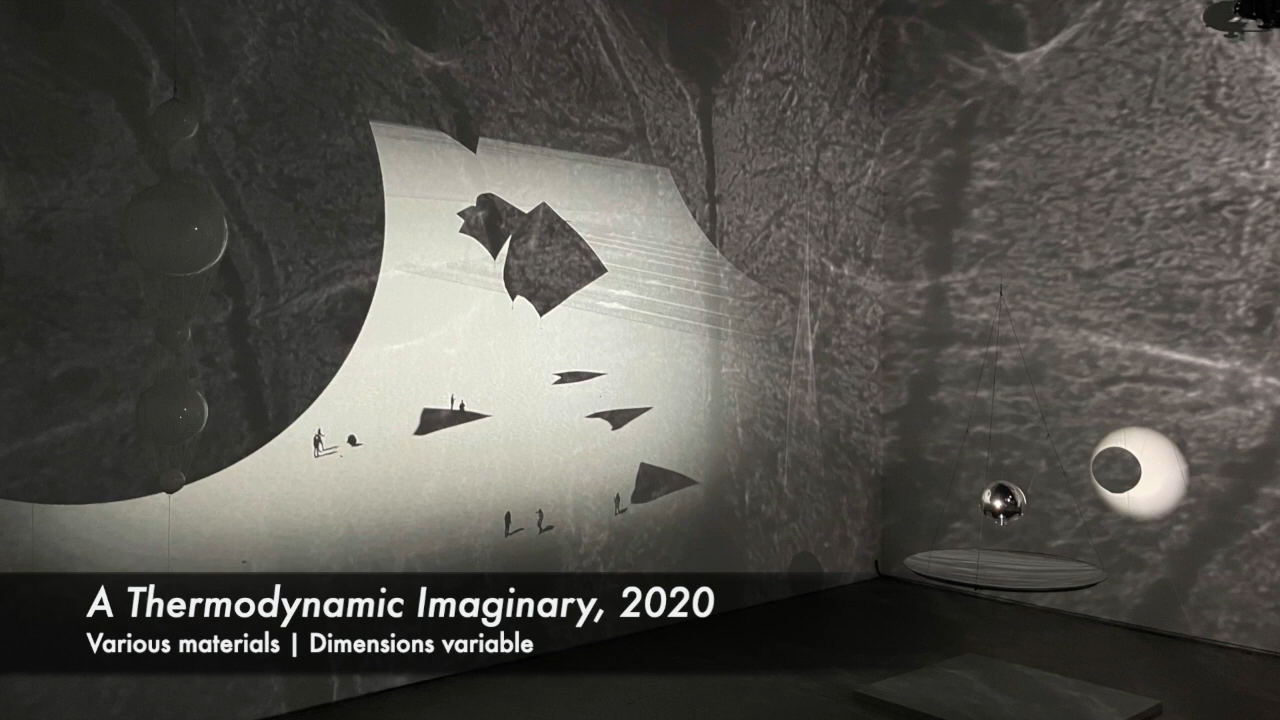 A Thermodynamic Imaginary, 2020
Various materials | Dimensions variable